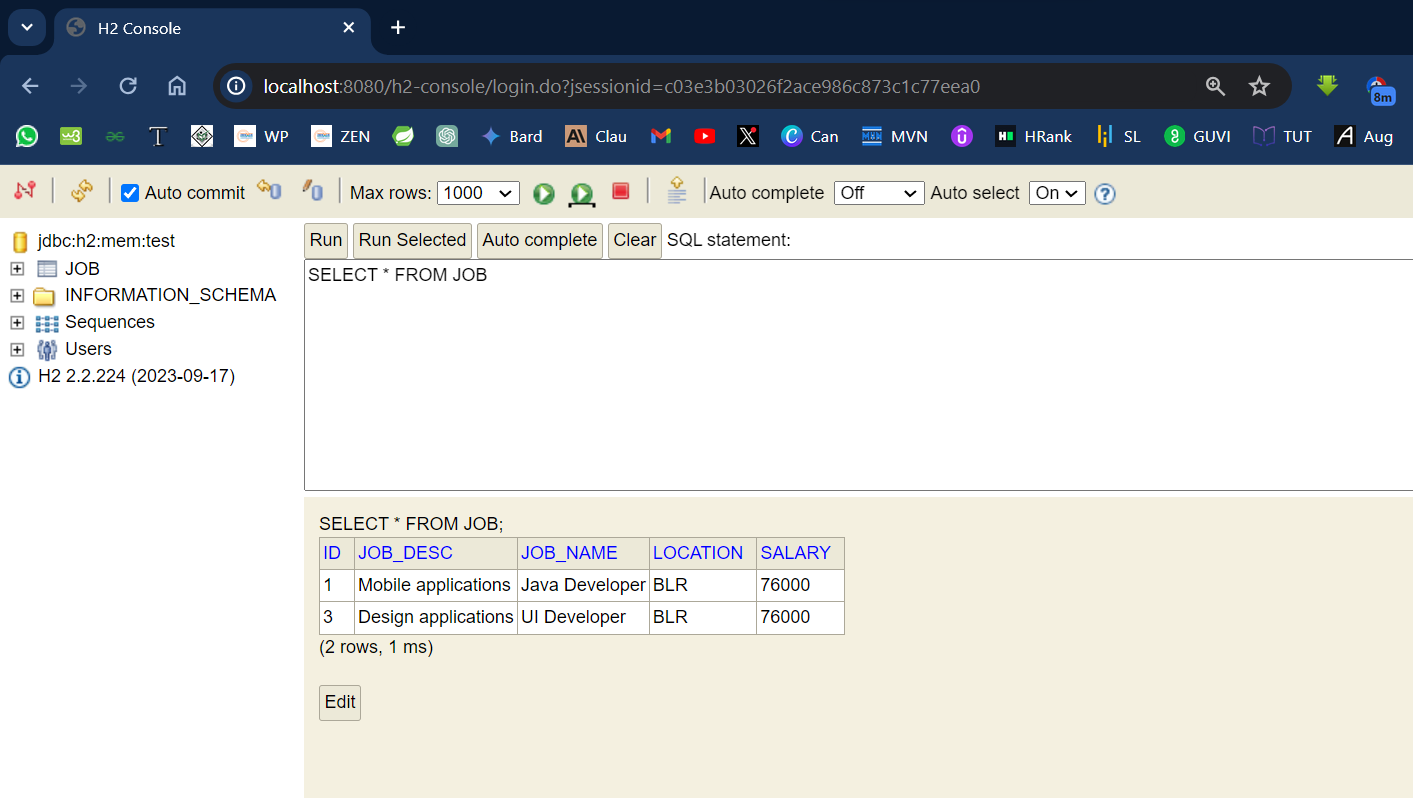 H2 Console
localhost:8080/h2-console/login.do?jsessionid=c03e3b03026f2ace986c873c1c77eea0
8m
WP ZEN Bard Clau Can MVN HRank SL GUVI TUT Aug
Auto commit Max rows: 1000 Auto complete Off Auto select On
jdbc:h2:mem:test
JOB
INFORMATION_SCHEMA
Sequences
Users
H2 2.2.224 (2023-09-17)
Run Run Selected Auto complete Clear SQL statement:
SELECT * FROM JOB
SELECT * FROM JOB;
ID JOB_DESC JOB_NAME LOCATION SALARY
1 Mobile applications Java Developer BLR 76000
3 Design applications UI Developer BLR 76000
(2 rows, 1 ms)
Edit